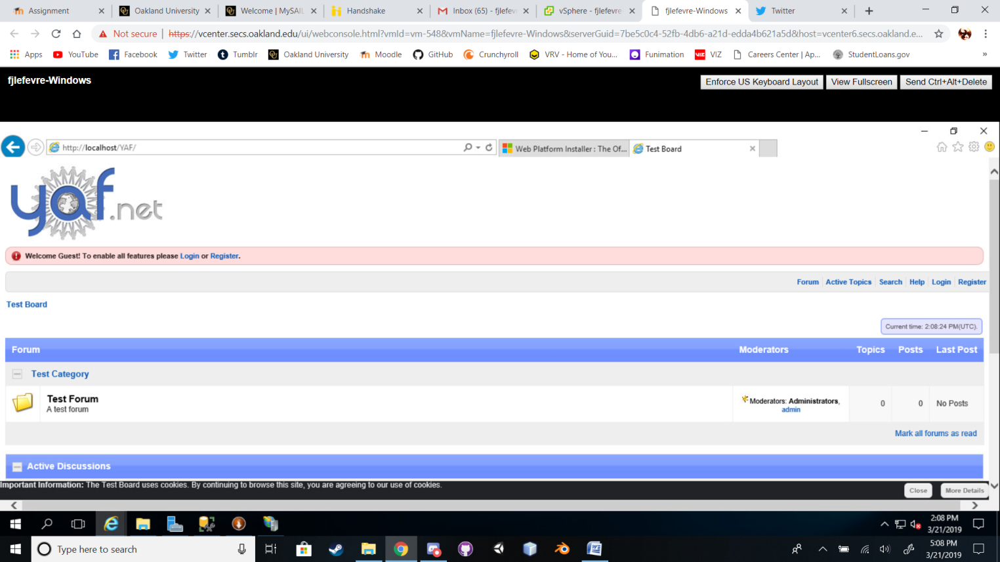 Assignment
Oakland University
Welcome | MySAIL
Handshake
Inbox (65) - fjlefev
vSphere - fjlefevre
fjlefevre-Windows
Twitter
Not secure | https://vcenter.secs.oakland.edu/ui/webconsole.html?vmId=vm-548&vmName=fjlefevre-Windows&serverGuid=7be5c0c4-52fb-4db6-a21d-edda4b621a5d&host=vcenter6.secs.oakland.e...
Apps
YouTube
Facebook
Twitter
Tumblr
Oakland University
Moodle
GitHub
Crunchyroll
VRV - Home of You...
Funimation
VIZ
Careers Center | Ap...
StudentLoans.gov
fjlefevre-Windows
Enforce US Keyboard Layout
View Fullscreen
Send Ctrl+Alt+Delete
http://localhost/YAF/
Web Platform Installer : The Of...
Test Board
yaf.net
Welcome Guest! To enable all features please Login or Register.
Forum Active Topics Search Help Login Register
Test Board
Current time: 2:08:24 PM(UTC).
Forum Moderators Topics Posts Last Post
Test Category
Test Forum
A test forum
Moderators: Administrators,
admin
0 0 No Posts
Mark all forums as read
Active Discussions
Important Information: The Test Board uses cookies. By continuing to browse this site, you are agreeing to our use of cookies.
Close
More Details
2:08 PM
3/21/2019
Type here to search
5:08 PM
3/21/2019